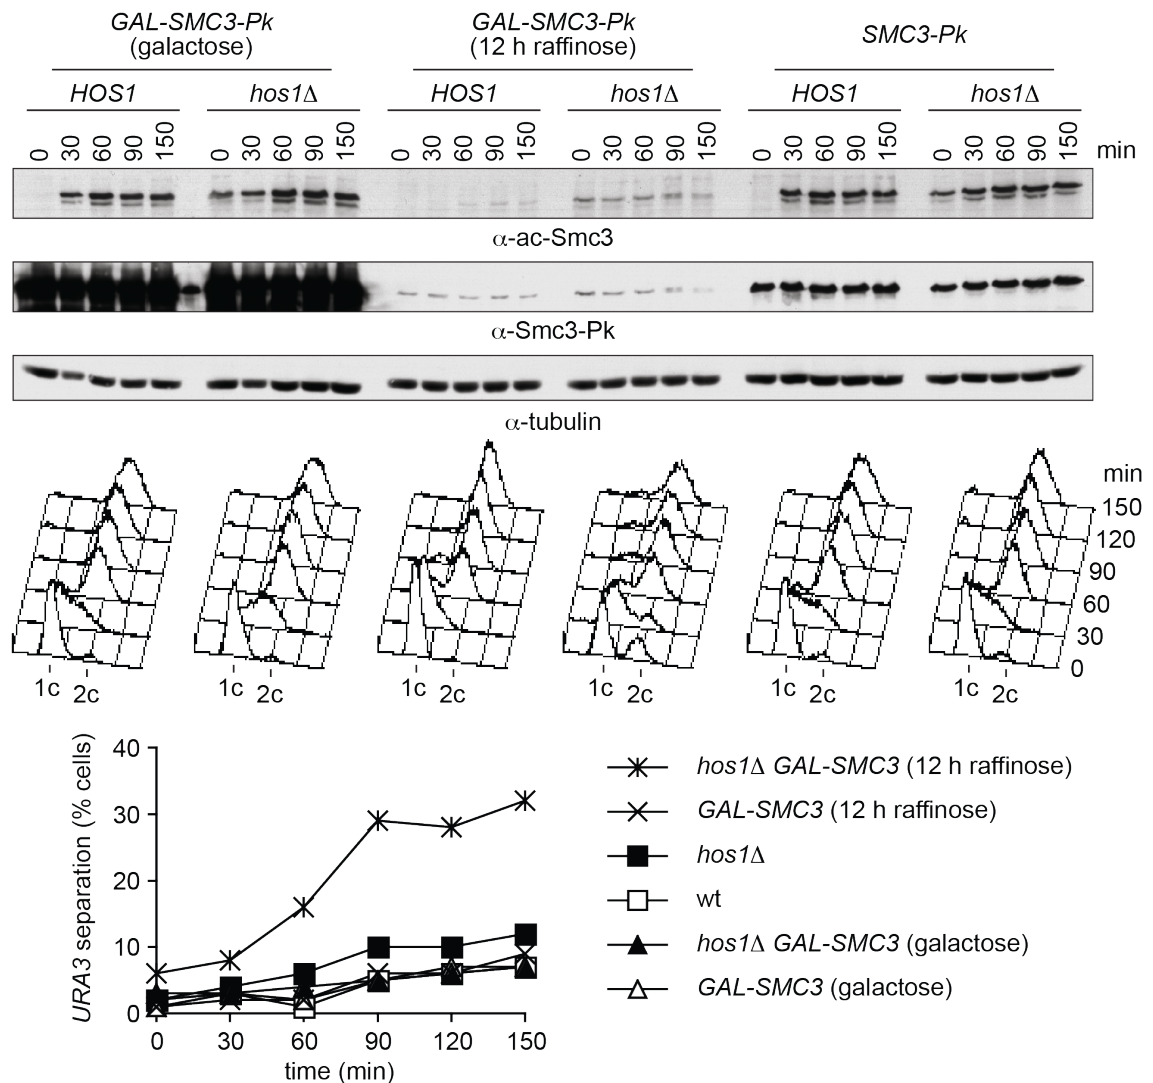 GAL-SMC3-Pk GAL-SMC3-Pk SMC3-Pk
(galactose) (12 h raffinose)
HOS1 hos1Δ HOS1 hos1Δ HOS1 hos1Δ
0 30 60 90 150 0 30 60 90 150 0 30 60 90 150 0 30 60 90 150 0 30 60 90 150 0 30 60 90 150 min
α-ac-Smc3
α-Smc3-Pk
α-tubulin
min
150
120
90
60
30
0
1c 2c 1c 2c 1c 2c 1c 2c 1c 2c 1c 2c
URA3 separation (% cells)
40
30
20
10
0
0 30 60 90 120 150
time (min)
hos1Δ GAL-SMC3 (12 h raffinose)
GAL-SMC3 (12 h raffinose)
hos1Δ
wt
hos1Δ GAL-SMC3 (galactose)
GAL-SMC3 (galactose)